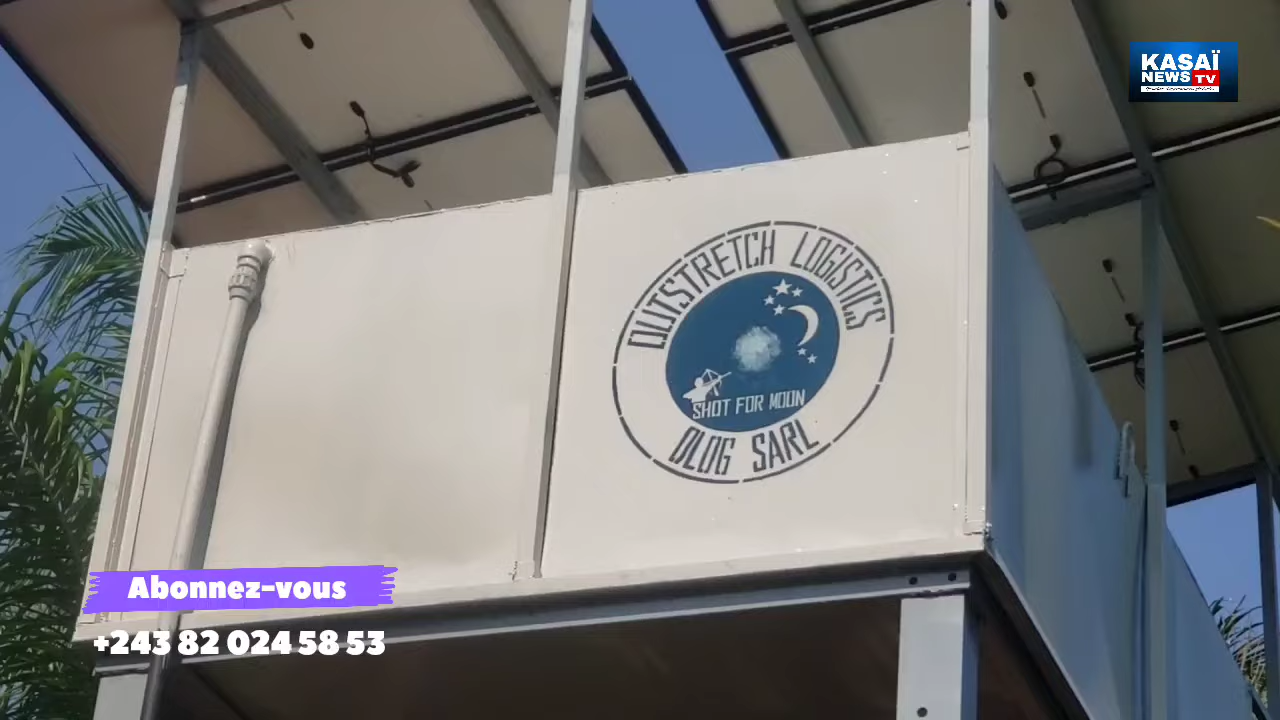 KASAÏ
NEWS TV
OUTSTRETCH LOGISTICS
SHOT FOR MOON
OLOG SARL
Abonnez-vous
+243 82 024 58 53